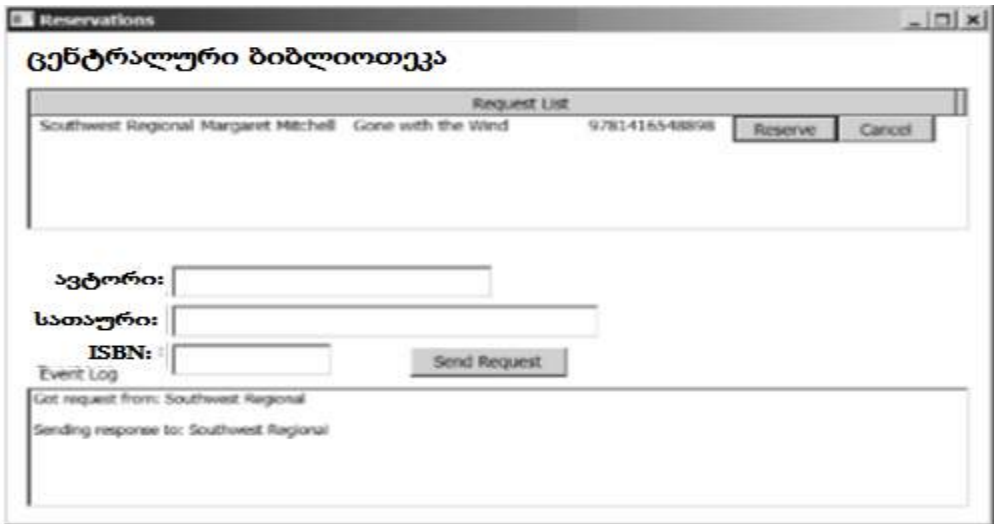 Reservations
ცენტრალური ბიბლიოთეკა
Request List
Southwest Regional Margaret Mitchell Gone with the Wind 9781416548898 Reserve Cancel
ავტორი:
სათაური:
ISBN:
Send Request
Event Log
Got request from: Southwest Regional
Sending response to: Southwest Regional